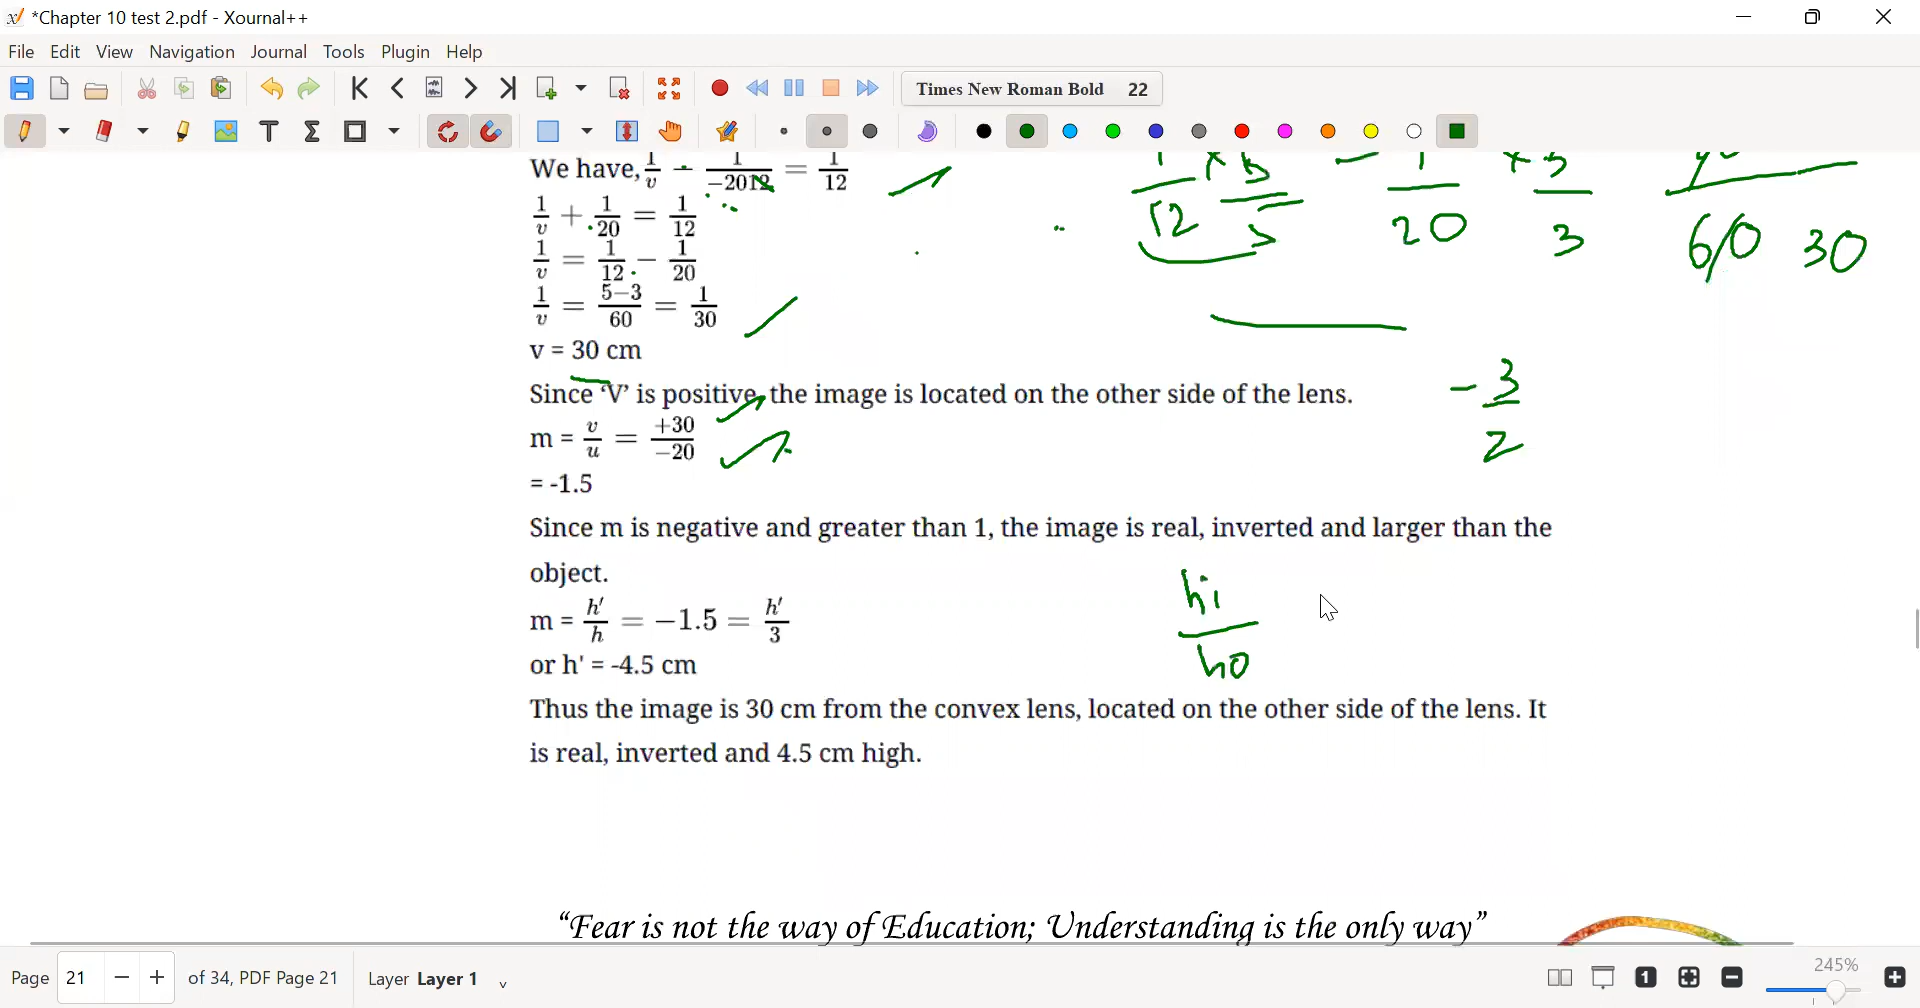 *Chapter 10 test 2.pdf - Xournal++
File Edit View Navigation Journal Tools Plugin Help
Times New Roman Bold 22
We have, 1/v - 1/-2012 = 1/12
1/v + 1/20 = 1/12
1/v = 1/12 - 1/20
1/v = 5-3/60 = 1/30
v = 30 cm
Since ‘V’ is positive, the image is located on the other side of the lens.
m = v/u = +30/-20
= -1.5
Since m is negative and greater than 1, the image is real, inverted and larger than the
object.
m = h'/h = -1.5 = h'/3
or h' = -4.5 cm
Thus the image is 30 cm from the convex lens, located on the other side of the lens. It
is real, inverted and 4.5 cm high.
12 5 20 3 60 30
- 3/2
hi/ho
“Fear is not the way of Education; Understanding is the only way”
Page 21 of 34, PDF Page 21 Layer Layer 1 245%